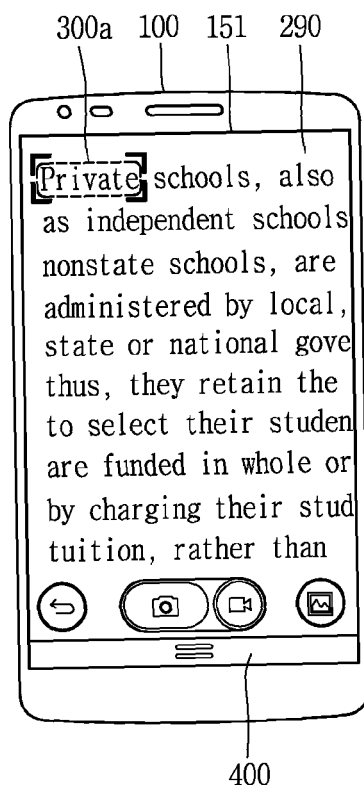 300a 100 151 290
Private schools, also
as independent schools
nonstate schools, are
administered by local,
state or national gove
thus, they retain the
to select their studen
are funded in whole or
by charging their stud
tuition, rather than
400